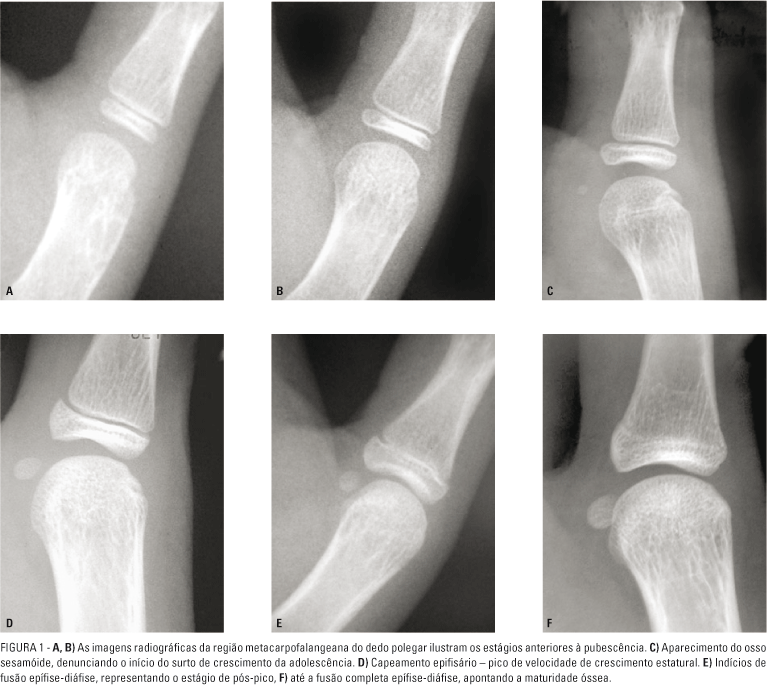 A
B
C
D
E
F
FIGURA 1 - A, B) As imagens radiográficas da região metacarpofalangeana do dedo polegar ilustram os estágios anteriores à pubescência. C) Aparecimento do osso
sesamóide, denunciando o início do surto de crescimento da adolescência. D) Capeamento epifisário – pico de velocidade de crescimento estatural. E) Indícios de
fusão epífise-diáfise, representando o estágio de pós-pico, F) até a fusão completa epífise-diáfise, apontando a maturidade óssea.